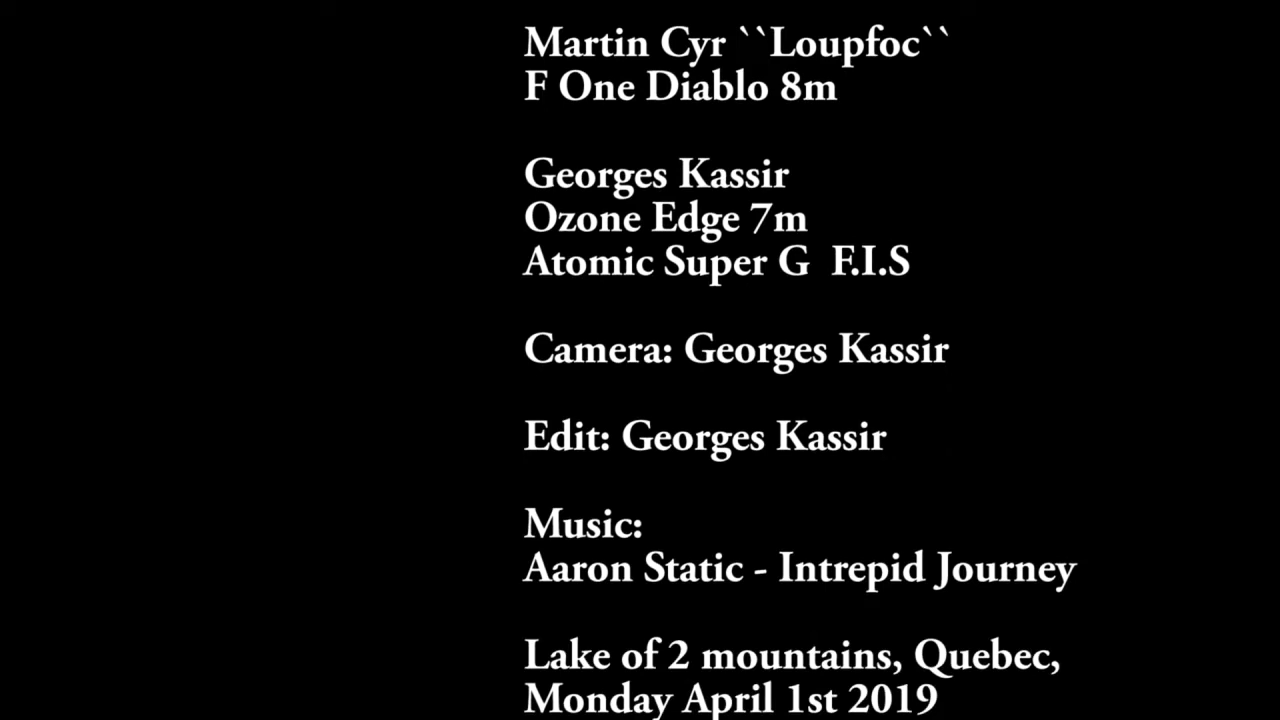 Martin Cyr ``Loupfoc``
F One Diablo 8m
Georges Kassir
Ozone Edge 7m
Atomic Super G  F.I.S
Camera: Georges Kassir
Edit: Georges Kassir
Music:
Aaron Static - Intrepid Journey
Lake of 2 mountains, Quebec,
Monday April 1st 2019